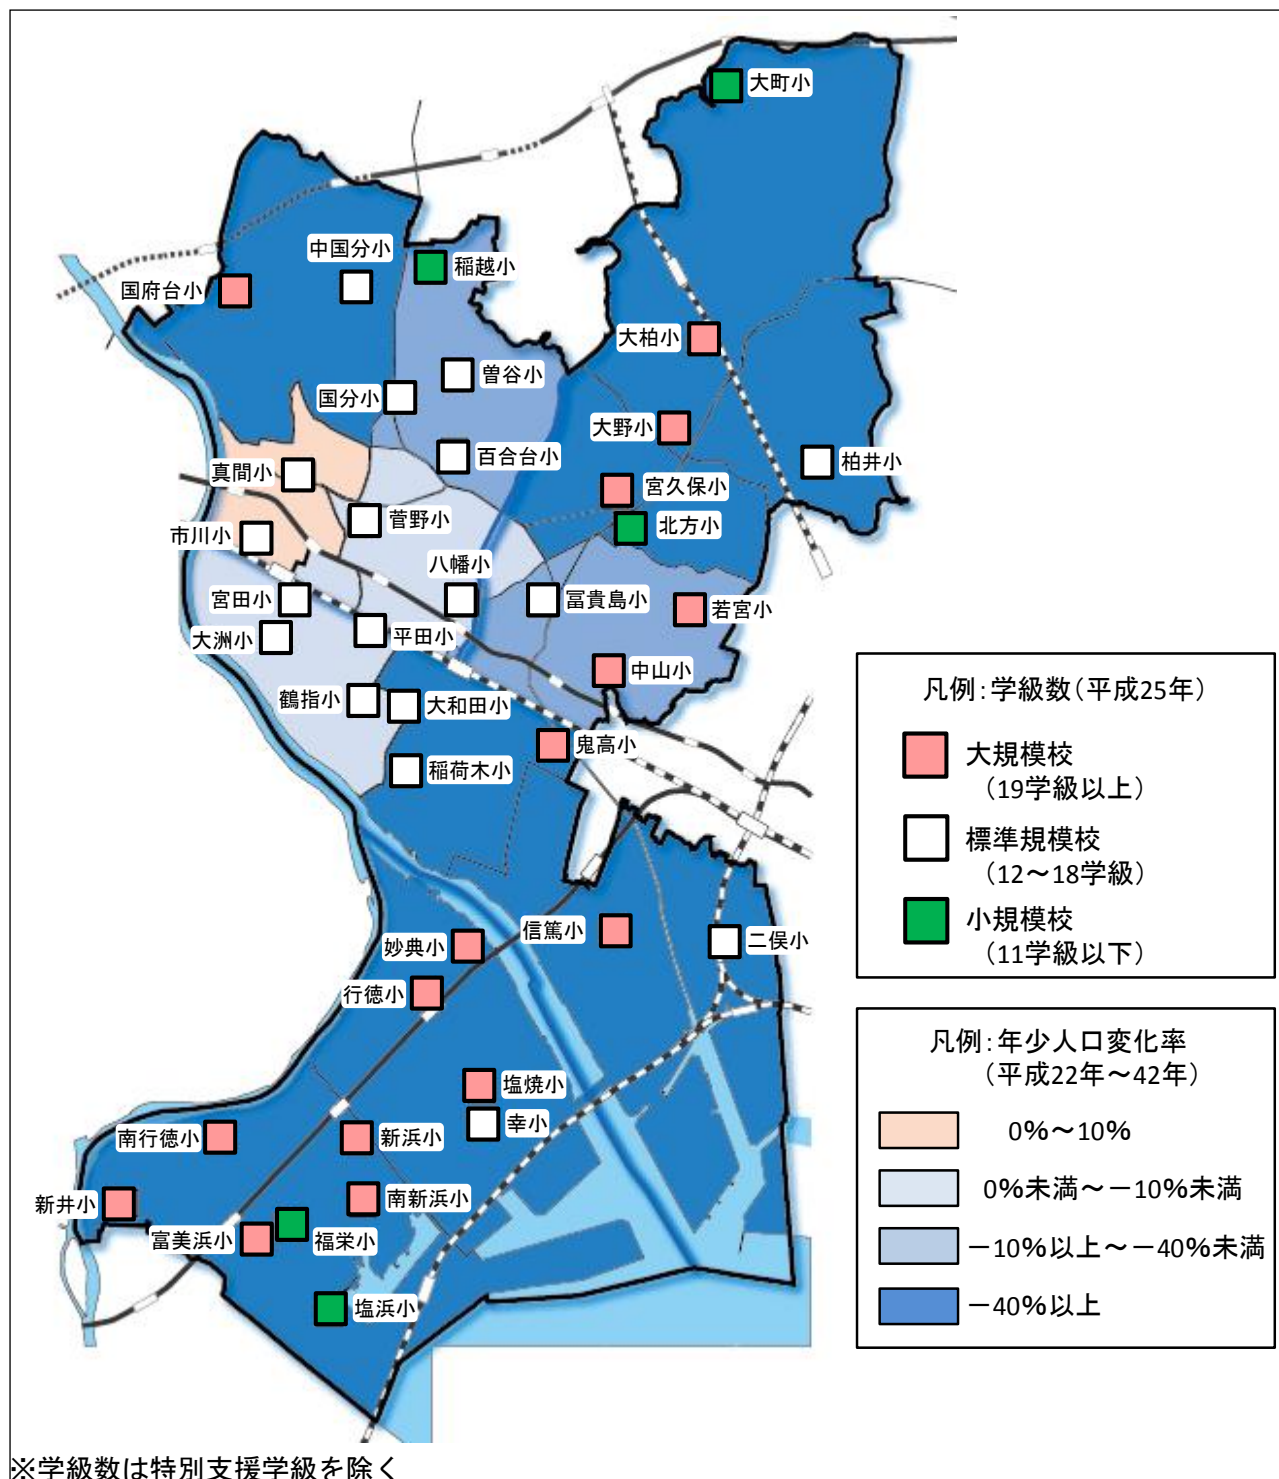 大町小
中国分小
稲越小
国府台小
大柏小
曽谷小
国分小
大野小
百合台小
柏井小
真間小
宮久保小
菅野小
北方小
市川小
八幡小
宮田小
冨貴島小
若宮小
大洲小
平田小
中山小
鶴指小
大和田小
鬼高小
稲荷木小
信篤小
二俣小
妙典小
行徳小
塩焼小
幸小
南行徳小
新浜小
新井小
南新浜小
富美浜小
福栄小
塩浜小
凡例：学級数（平成25年）
大規模校
（19学級以上）
標準規模校
（12～18学級）
小規模校
（11学級以下）
凡例：年少人口変化率
（平成22年～42年）
0%～10%
0%未満～－10%未満
－10%以上～－40%未満
－40%以上
※学級数は特別支援学級を除く